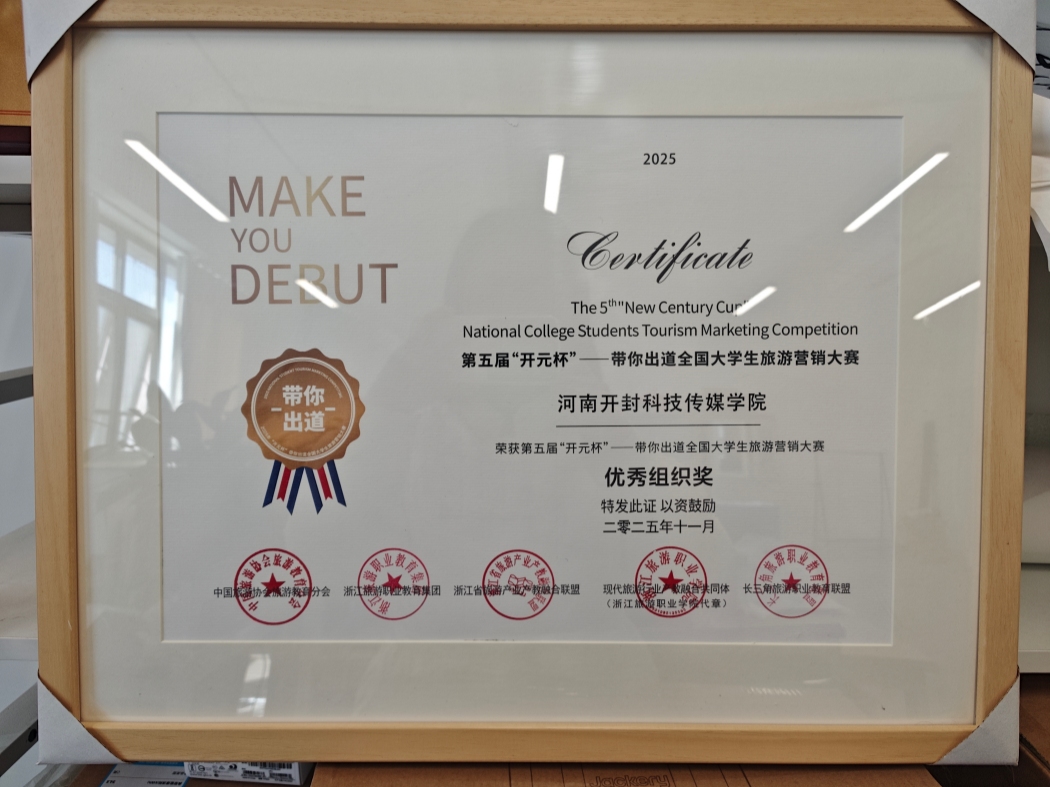 2025
MAKE
YOU
DEBUT
Certificate
The 5th "New Century Cup"
National College Students Tourism Marketing Competition
第五届“开元杯”——带你出道全国大学生旅游营销大赛
河南开封科技传媒学院
荣获第五届“开元杯”——带你出道全国大学生旅游营销大赛
优秀组织奖
特发此证 以资鼓励
二零二五年十一月
带你
出道
中国旅游协会旅游教育分会
浙江旅游职业教育集团
浙江省旅游产业产教融合联盟
现代旅游行业产教融合共同体
（浙江旅游职业学院代章）
长三角旅游职业教育联盟
Jackery